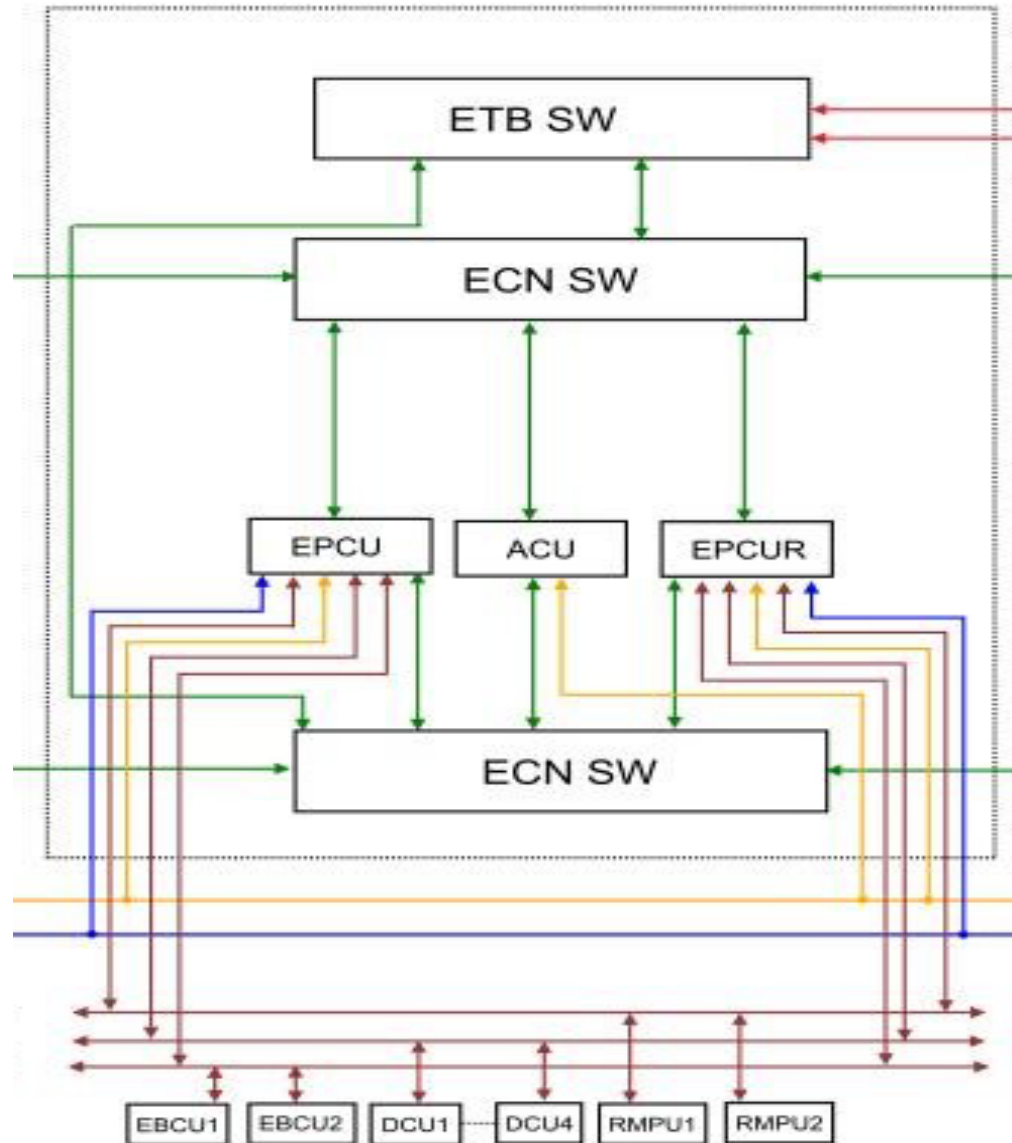 ETB SW
ECN SW
EPCU
ACU
EPCUR
ECN SW
EBCU1
EBCU2
DCU1
DCU4
RMPU1
RMPU2